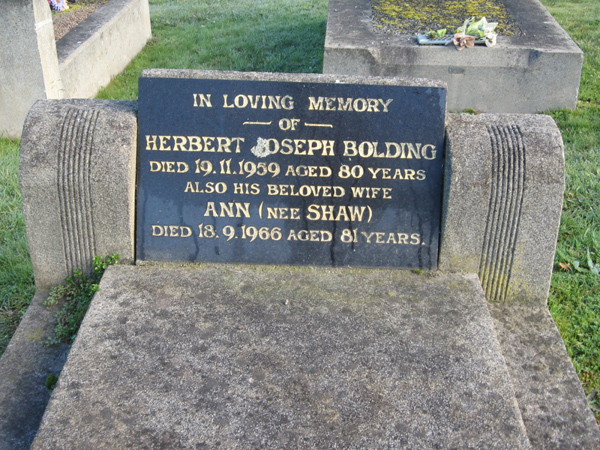 IN LOVING MEMORY
OF
HERBERT JOSEPH BOLDING
DIED 19.11.1959 AGED 80 YEARS
ALSO HIS BELOVED WIFE
ANN (NEE SHAW)
DIED 18.9.1966 AGED 81 YEARS.